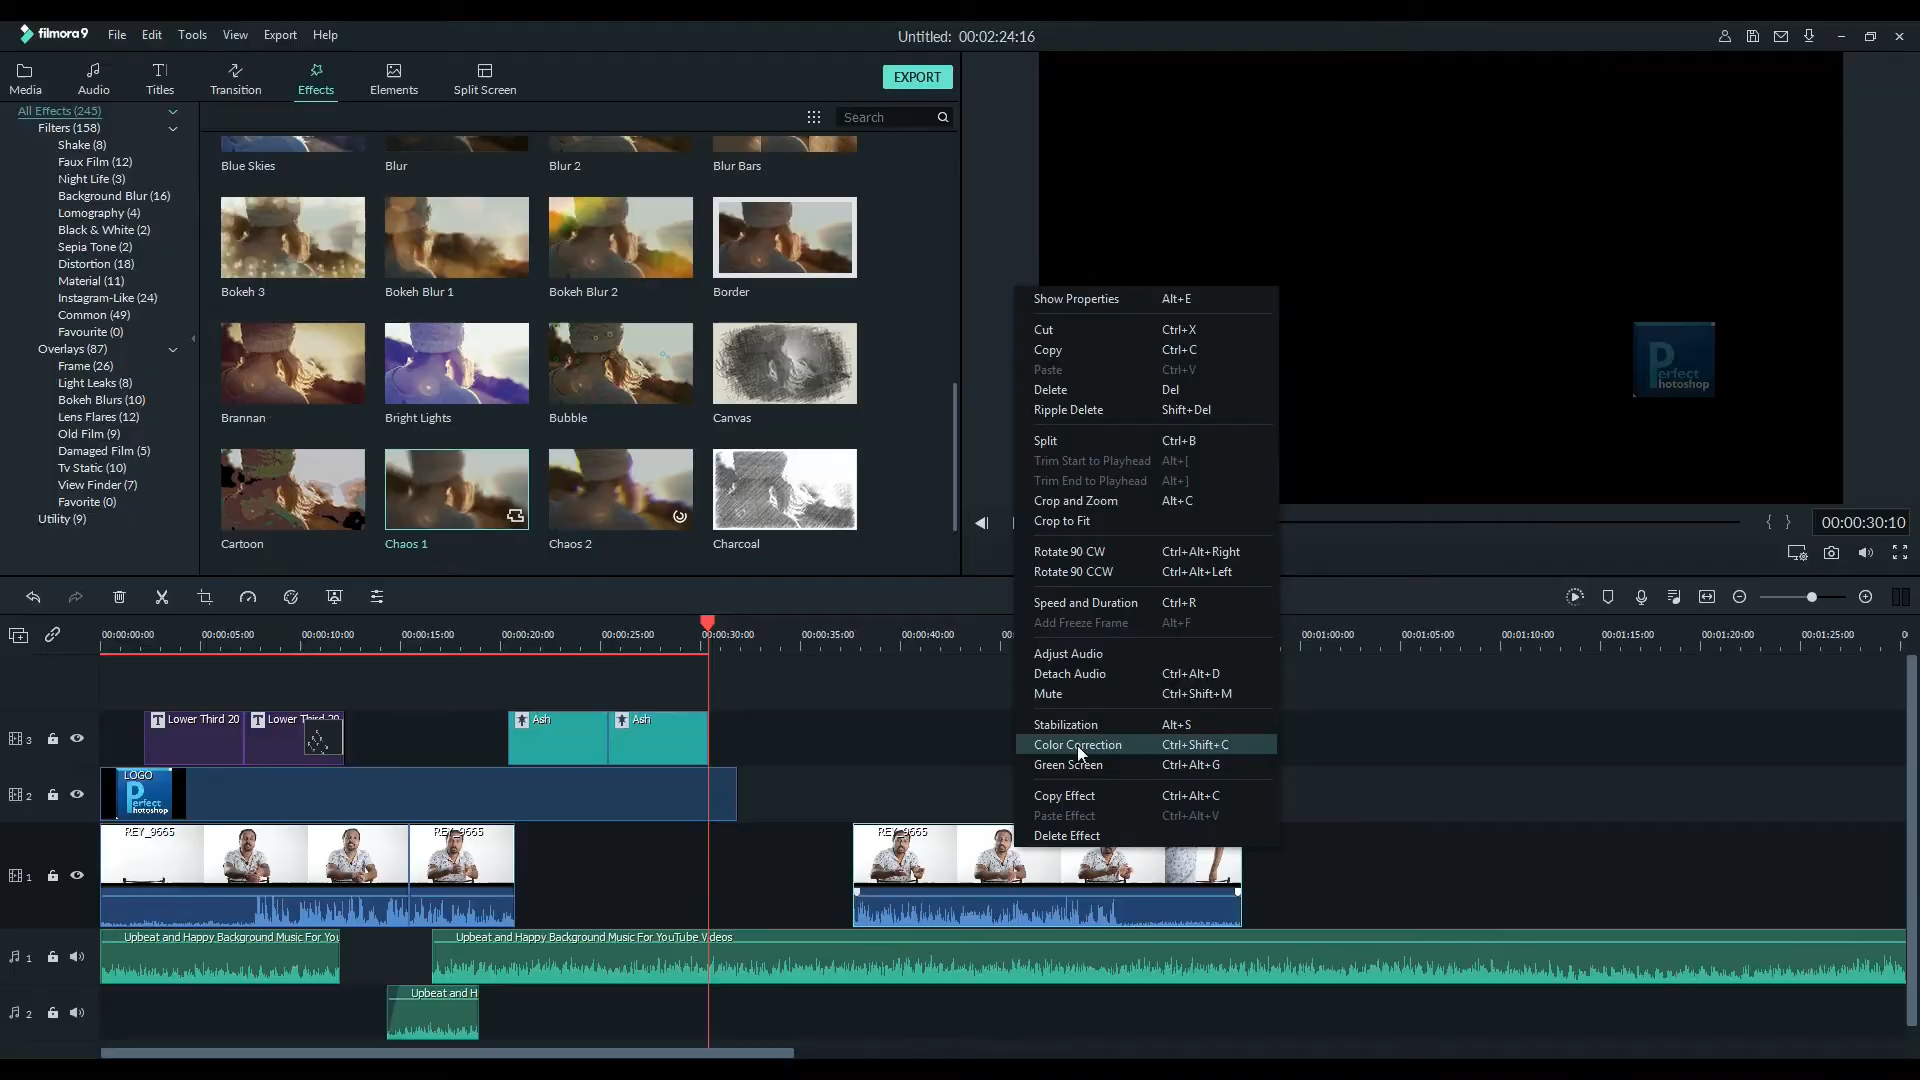 filmora9 File Edit Tools View Export Help
Untitled: 00:02:24:16
Media Audio Titles Transition Effects Elements Split Screen
EXPORT
Search
All Effects (245)
Filters (158)
Shake (8)
Faux Film (12)
Night Life (3)
Background Blur (16)
Lomography (4)
Black & White (2)
Sepia Tone (2)
Distortion (18)
Material (11)
Instagram-Like (24)
Common (49)
Favourite (0)
Overlays (87)
Frame (26)
Light Leaks (8)
Bokeh Blurs (10)
Lens Flares (12)
Old Film (9)
Damaged Film (5)
Tv Static (10)
View Finder (7)
Favorite (0)
Utility (9)
Blue Skies Blur Blur 2 Blur Bars
Bokeh 3 Bokeh Blur 1 Bokeh Blur 2 Border
Brannan Bright Lights Bubble Canvas
Cartoon Chaos 1 Chaos 2 Charcoal
Perfect
Photoshop
00:00:30:10
Show Properties Alt+E
Cut Ctrl+X
Copy Ctrl+C
Paste Ctrl+V
Delete Del
Ripple Delete Shift+Del
Split Ctrl+B
Trim Start to Playhead Alt+[
Trim End to Playhead Alt+]
Crop and Zoom Alt+C
Crop to Fit
Rotate 90 CW Ctrl+Alt+Right
Rotate 90 CCW Ctrl+Alt+Left
Speed and Duration Ctrl+R
Add Freeze Frame Alt+F
Adjust Audio
Detach Audio Ctrl+Alt+D
Mute Ctrl+Shift+M
Stabilization Alt+S
Color Correction Ctrl+Shift+C
Green Screen Ctrl+Alt+G
Copy Effect Ctrl+Alt+C
Paste Effect Ctrl+Alt+V
Delete Effect
00:00:00:00 00:00:05:00 00:00:10:00 00:00:15:00 00:00:20:00 00:00:25:00 00:00:30:00 00:00:35:00 00:00:40:00 00:01:00:00 00:01:05:00 00:01:10:00 00:01:15:00 00:01:20:00 00:01:25:00
3 T Lower Third 20 T Lower Third 20 Ash Ash
2 LOGO
Perfect
Photoshop
1 REY_9665 REY_9665 REY_9665
1 Upbeat and Happy Background Music For You Upbeat and Happy Background Music For YouTube Videos
2 Upbeat and H